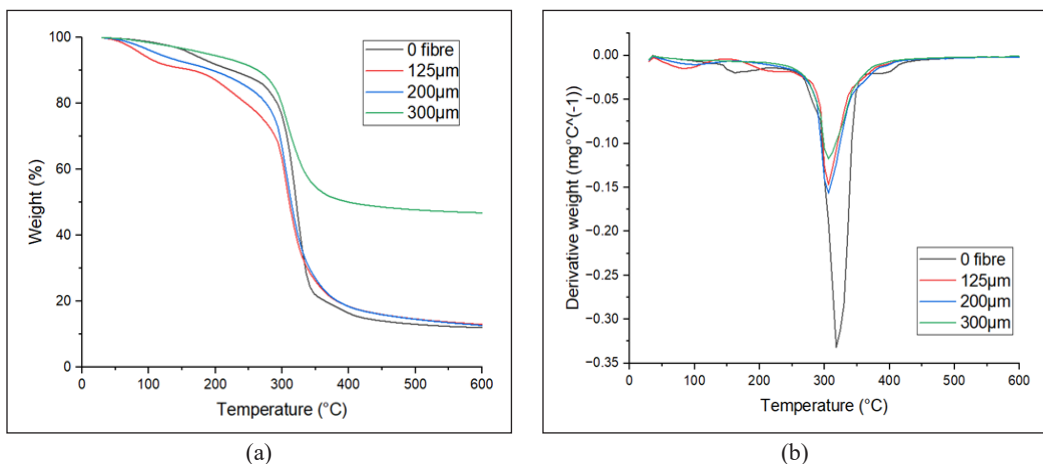 100
80
60
40
20
0
Weight (%)
0 100 200 300 400 500 600
Temperature (°C)
0 fibre
125µm
200µm
300µm
(a)
0.00
−0.05
−0.10
−0.15
−0.20
−0.25
−0.30
−0.35
Derivative weight (mg°C^(-1))
0 100 200 300 400 500 600
Temperature (°C)
0 fibre
125µm
200µm
300µm
(b)